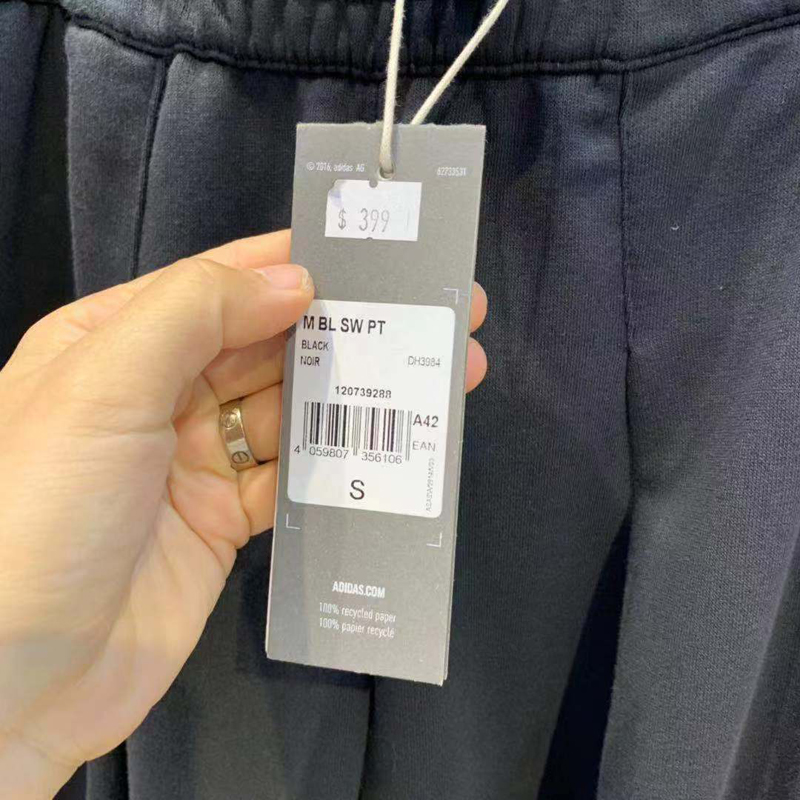 © 2016, adidas AG
62733531
$ 399
M BL SW PT
BLACK
NOIR
DH3984
120739288
A42
EAN
4 059807 356106
S
ADIDAS.COM
100% recycled paper
100% papier recyclé